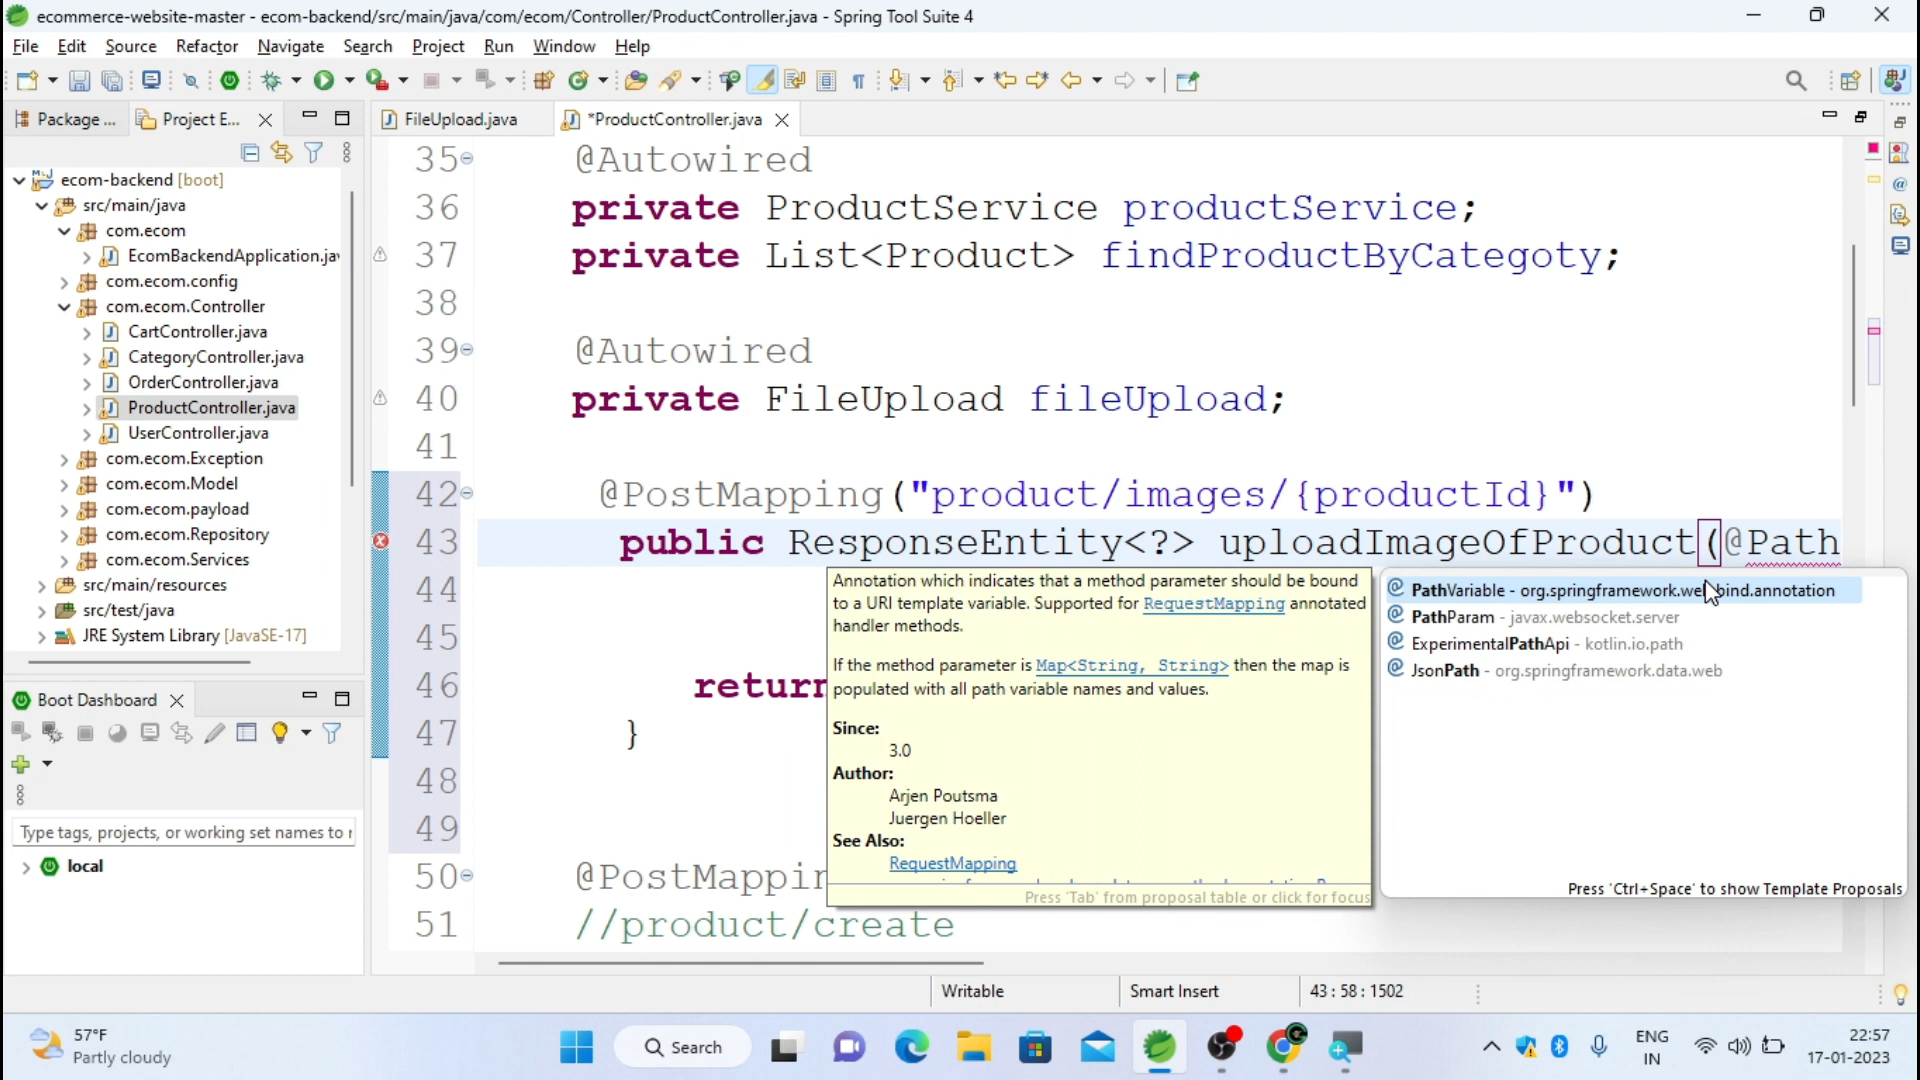 ecommerce-website-master - ecom-backend/src/main/java/com/ecom/Controller/ProductController.java - Spring Tool Suite 4
File Edit Source Refactor Navigate Search Project Run Window Help
Package ... Project E...
FileUpload.java *ProductController.java
ecom-backend [boot]
src/main/java
com.ecom
EcomBackendApplication.jav
com.ecom.config
com.ecom.Controller
CartController.java
CategoryController.java
OrderController.java
ProductController.java
UserController.java
com.ecom.Exception
com.ecom.Model
com.ecom.payload
com.ecom.Repository
com.ecom.Services
src/main/resources
src/test/java
JRE System Library [JavaSE-17]
Boot Dashboard
Type tags, projects, or working set names to
local
35 @Autowired
36 private ProductService productService;
37 private List<Product> findProductByCategoty;
38
39 @Autowired
40 private FileUpload fileUpload;
41
42 @PostMapping("product/images/{productId}")
43 public ResponseEntity<?> uploadImageOfProduct(@Path
44
45
46 return
47 }
48
49
50 @PostMappin
51 //product/create
Annotation which indicates that a method parameter should be bound
to a URI template variable. Supported for RequestMapping annotated
handler methods.
If the method parameter is Map<String, String> then the map is
populated with all path variable names and values.
Since:
3.0
Author:
Arjen Poutsma
Juergen Hoeller
See Also:
RequestMapping
Press 'Tab' from proposal table or click for focus
PathVariable - org.springframework.web.bind.annotation
PathParam - javax.websocket.server
ExperimentalPathApi - kotlin.io.path
JsonPath - org.springframework.data.web
Press 'Ctrl+Space' to show Template Proposals
Writable Smart Insert 43 : 58 : 1502
57°F
Partly cloudy
Search
ENG
IN
22:57
17-01-2023